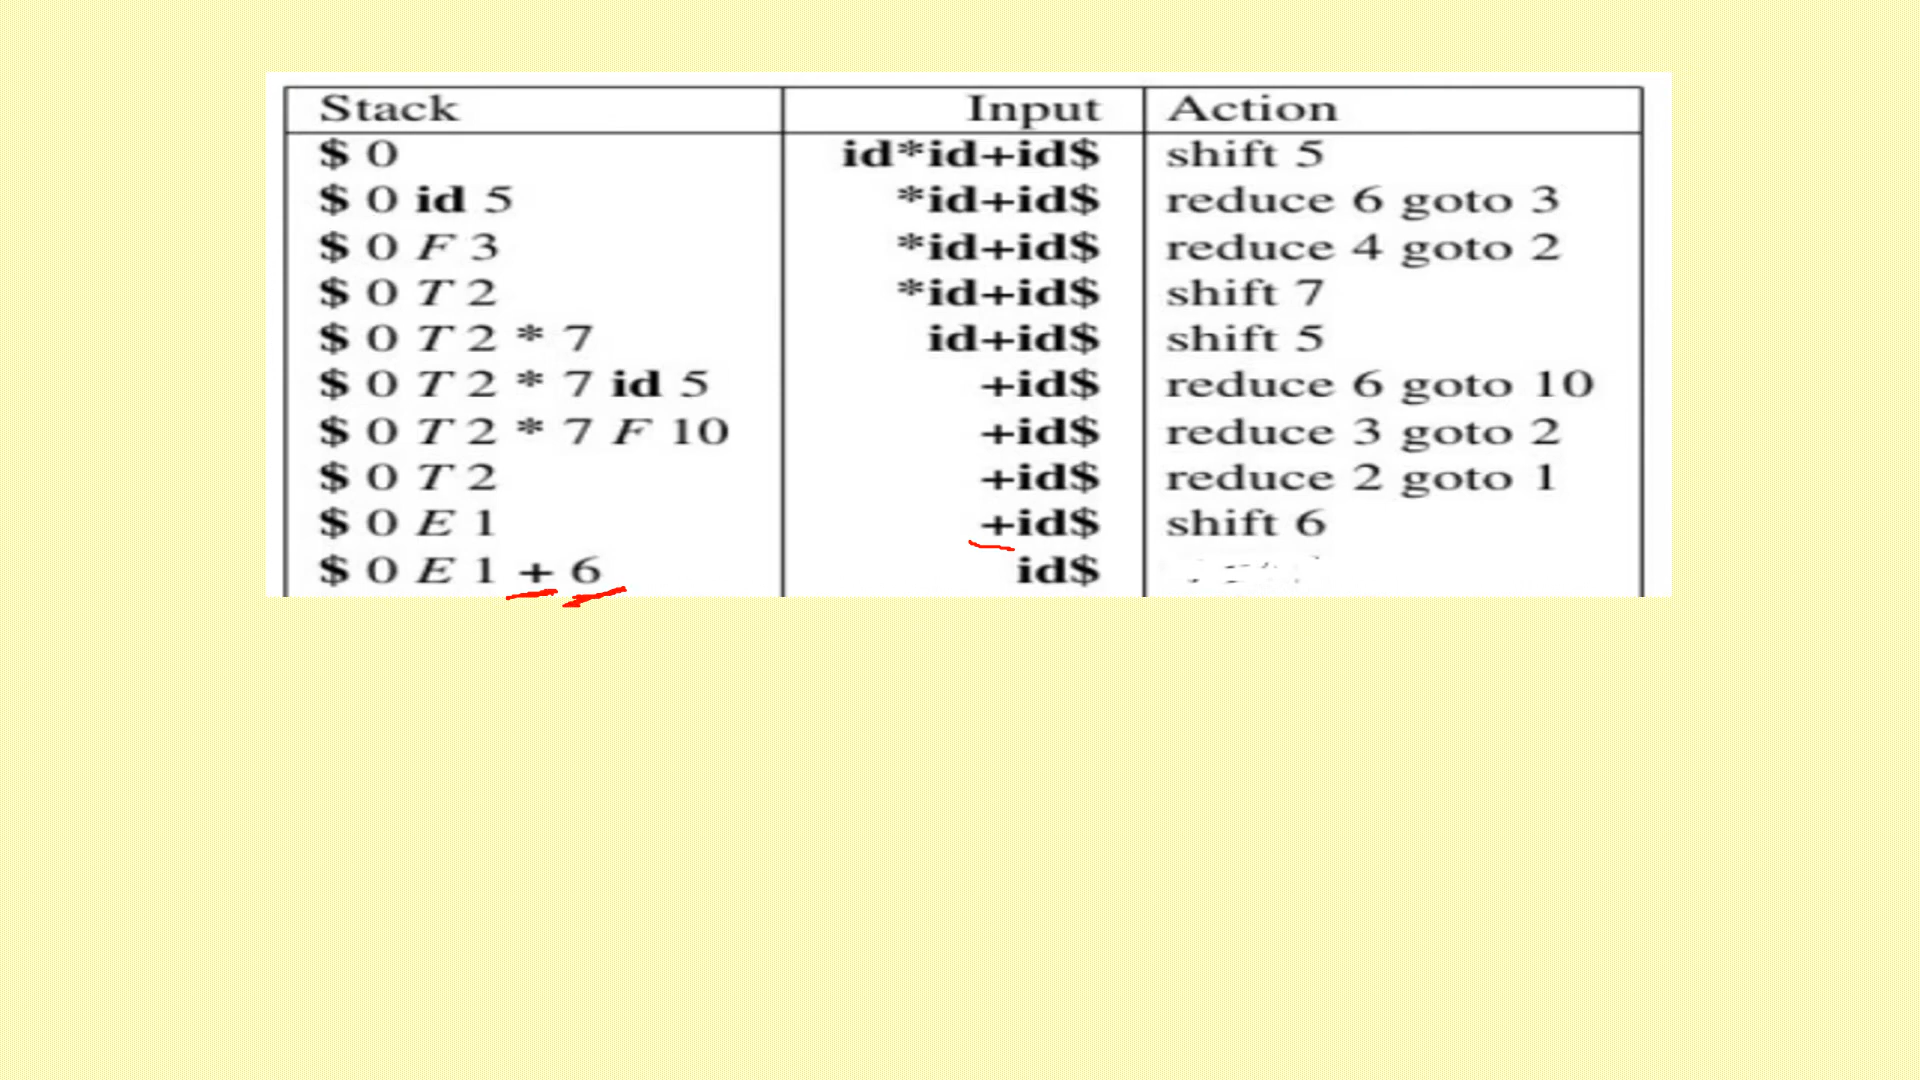 Stack Input Action
$ 0 id*id+id$ shift 5
$ 0 id 5 *id+id$ reduce 6 goto 3
$ 0 F 3 *id+id$ reduce 4 goto 2
$ 0 T 2 *id+id$ shift 7
$ 0 T 2 * 7 id+id$ shift 5
$ 0 T 2 * 7 id 5 +id$ reduce 6 goto 10
$ 0 T 2 * 7 F 10 +id$ reduce 3 goto 2
$ 0 T 2 +id$ reduce 2 goto 1
$ 0 E 1 +id$ shift 6
$ 0 E 1 + 6 id$